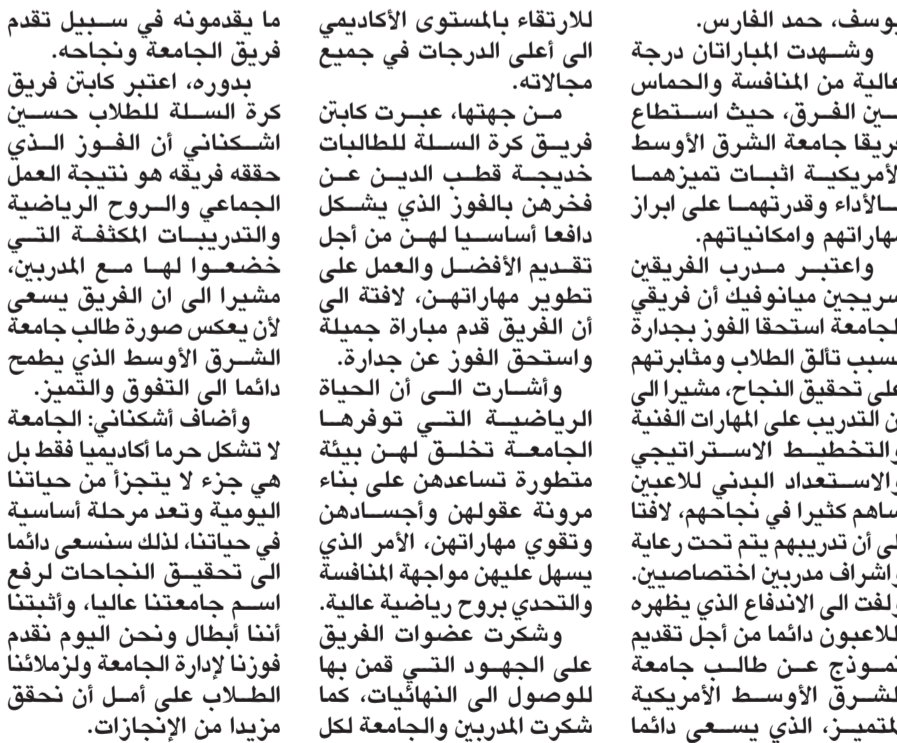 يوسف، حمد الفارس.
وشهدت المباراتان درجة
عالية من المنافسة والحماس
بين الفرق، حيث استطاع
فريقا جامعة الشرق الأوسط
الأمريكية اثبات تميزهما
بالأداء وقدرتهما على ابراز
مهاراتهم وامكانياتهم.
واعتبر مدرب الفريقين
سريجين ميانوفيك أن فريقي
الجامعة استحقا الفوز بجدارة
بسبب تألق الطلاب ومثابرتهم
على تحقيق النجاح، مشيرا الى
أن التدريب على المهارات الفنية
والتخطيط الاستراتيجي
والاستعداد البدني للاعبين
ساهم كثيرا في نجاحهم، لافتا
الى أن تدريبهم يتم تحت رعاية
واشراف مدربين اختصاصيين.
ولفت الى الاندفاع الذي يظهره
اللاعبون دائما من أجل تقديم
نموذج عن طالب جامعة
الشرق الأوسط الأمريكية
المتميز، الذي يسعى دائما
للارتقاء بالمستوى الأكاديمي
الى أعلى الدرجات في جميع
مجالاته.
من جهتها، عبرت كابتن
فريق كرة السلة للطالبات
خديجة قطب الدين عن
فخرهن بالفوز الذي يشكل
دافعا أساسيا لهن من أجل
تقديم الأفضل والعمل على
تطوير مهاراتهن، لافتة الى
أن الفريق قدم مباراة جميلة
واستحق الفوز عن جدارة.
وأشارت الى أن الحياة
الرياضية التي توفرها
الجامعة تخلق لهن بيئة
متطورة تساعدهن على بناء
مرونة عقولهن وأجسادهن
وتقوي مهاراتهن، الأمر الذي
يسهل عليهن مواجهة المنافسة
والتحدي بروح رياضية عالية.
وشكرت عضوات الفريق
على الجهود التي قمن بها
للوصول الى النهائيات، كما
شكرت المدربين والجامعة لكل
ما يقدمونه في سبيل تقدم
فريق الجامعة ونجاحه.
بدوره، اعتبر كابتن فريق
كرة السلة للطلاب حسين
اشكناني أن الفوز الذي
حققه فريقه هو نتيجة العمل
الجماعي والروح الرياضية
والتدريبات المكثفة التي
خضعوا لها مع المدربين،
مشيرا الى ان الفريق يسعى
لأن يعكس صورة طالب جامعة
الشرق الأوسط الذي يطمح
دائما الى التفوق والتميز.
وأضاف أشكناني: الجامعة
لا تشكل حرما أكاديميا فقط بل
هي جزء لا يتجزأ من حياتنا
اليومية وتعد مرحلة أساسية
في حياتنا، لذلك سنسعى دائما
الى تحقيق النجاحات لرفع
اسم جامعتنا عاليا، وأثبتنا
أننا أبطال ونحن اليوم نقدم
فوزنا لإدارة الجامعة ولزملائنا
الطلاب على أمل أن نحقق
مزيدا من الإنجازات.